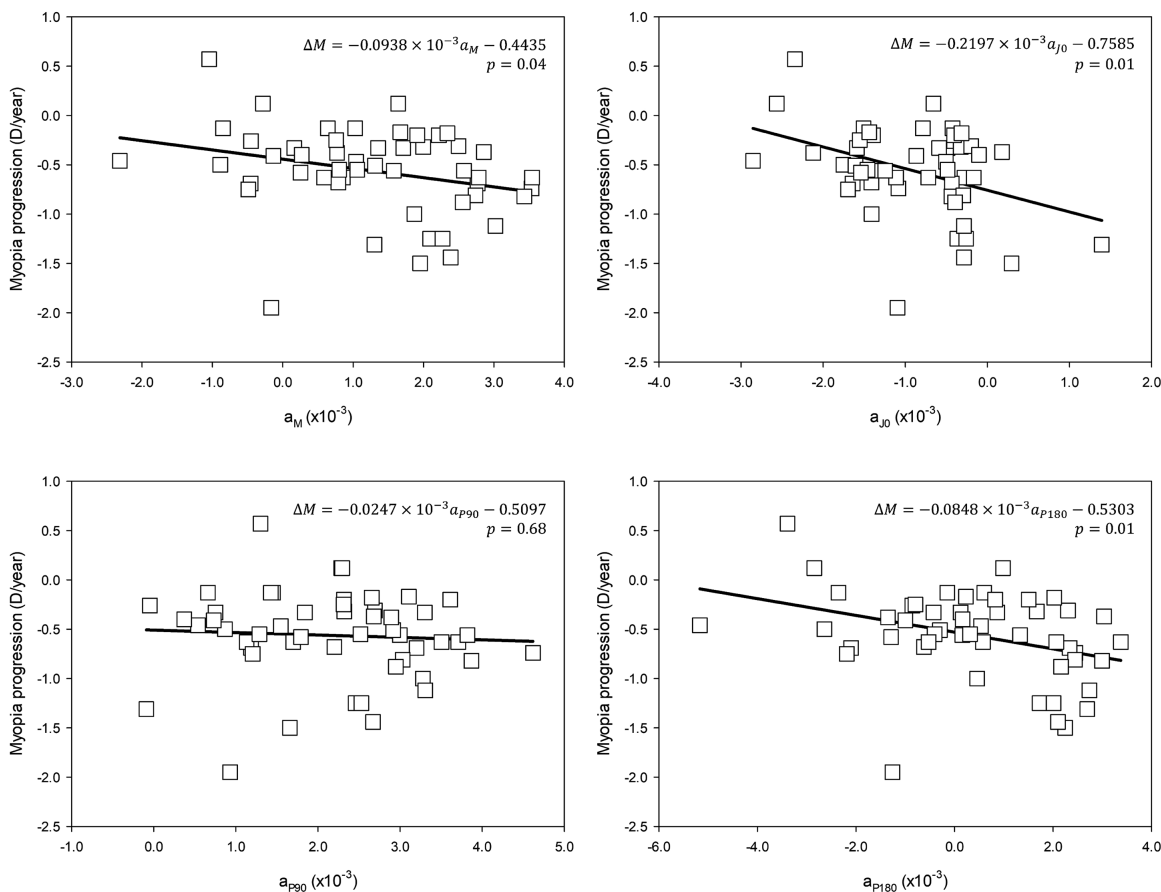 ΔM = −0.0938 × 10⁻³a_M − 0.4435
p = 0.04
1.0
0.5
0.0
-0.5
-1.0
-1.5
-2.0
-2.5
Myopia progression (D/year)
-3.0 -2.0 -1.0 0.0 1.0 2.0 3.0 4.0
a_M (x10⁻³)
ΔM = −0.2197 × 10⁻³a_J0 − 0.7585
p = 0.01
1.0
0.5
0.0
-0.5
-1.0
-1.5
-2.0
-2.5
Myopia progression (D/year)
-4.0 -3.0 -2.0 -1.0 0.0 1.0 2.0
a_J0 (x10⁻³)
ΔM = −0.0247 × 10⁻³a_P90 − 0.5097
p = 0.68
1.0
0.5
0.0
-0.5
-1.0
-1.5
-2.0
-2.5
Myopia progression (D/year)
-1.0 0.0 1.0 2.0 3.0 4.0 5.0
a_P90 (x10⁻³)
ΔM = −0.0848 × 10⁻³a_P180 − 0.5303
p = 0.01
1.0
0.5
0.0
-0.5
-1.0
-1.5
-2.0
-2.5
Myopia progression (D/year)
-6.0 -4.0 -2.0 0.0 2.0 4.0
a_P180 (x10⁻³)